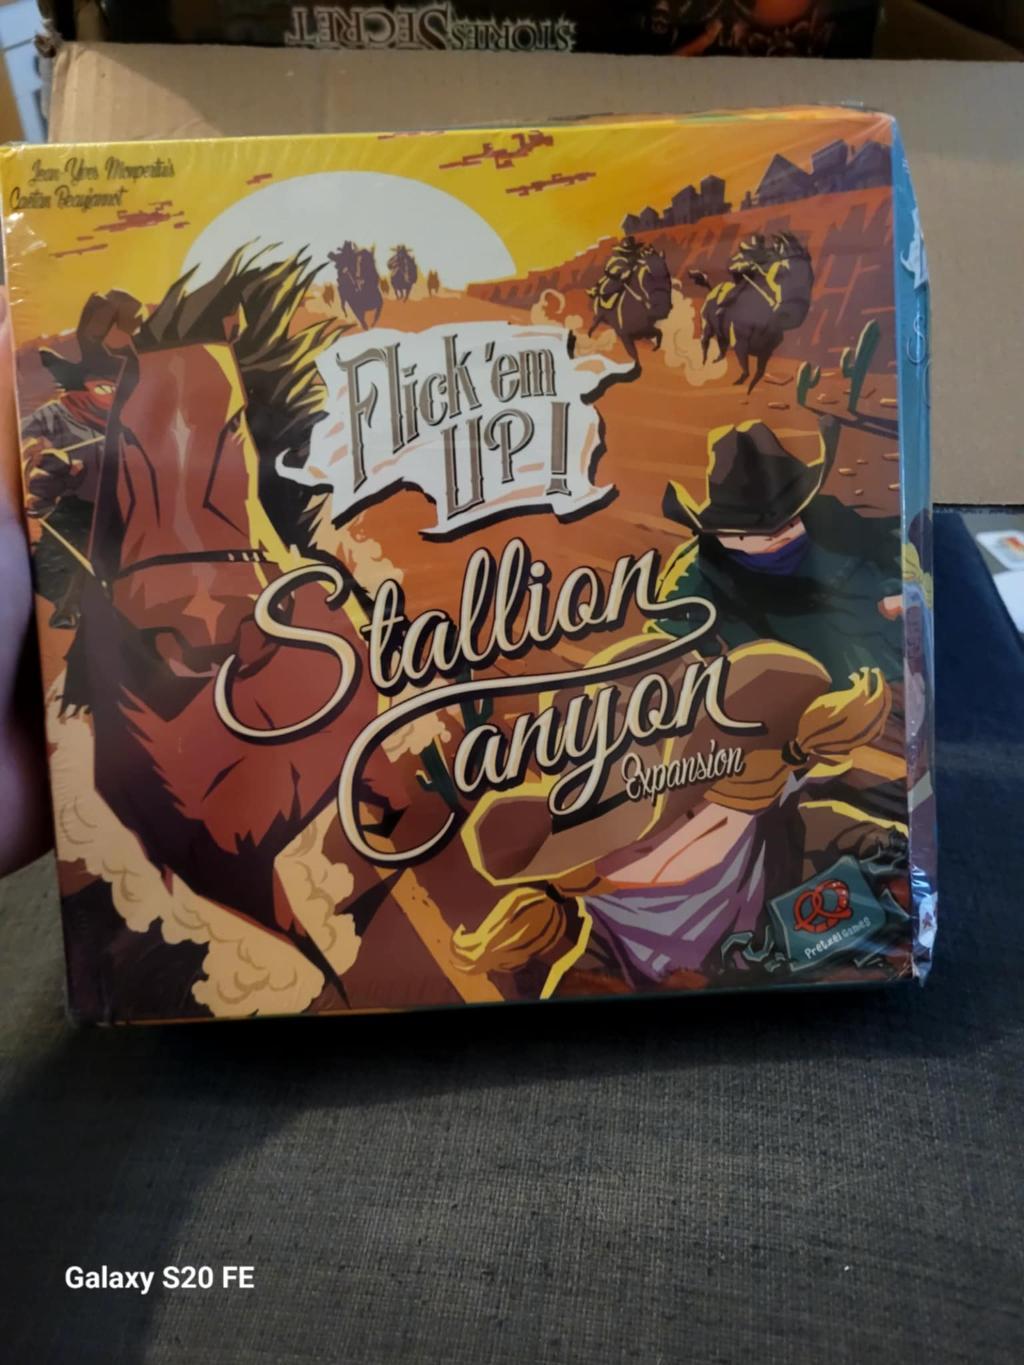 STORIES SECRET
Jean-Yves Monpertuis
Gaëtan Beaujannot
Flick 'em
UP!
Stallion
Canyon
Expansion
Pretzel Games
Galaxy S20 FE